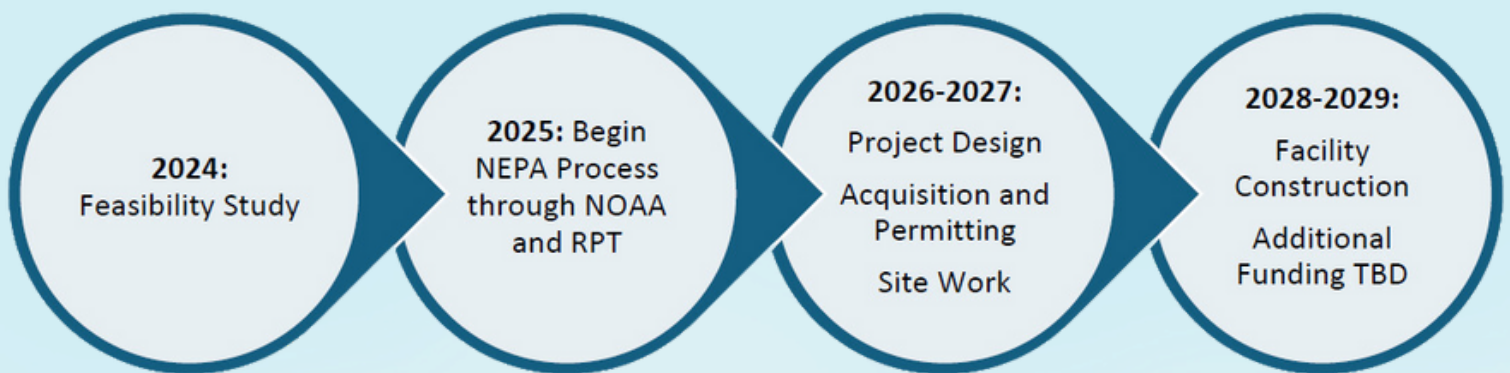 2024:
Feasibility Study
2025: Begin
NEPA Process
through NOAA
and RPT
2026-2027:
Project Design
Acquisition and
Permitting
Site Work
2028-2029:
Facility
Construction
Additional
Funding TBD